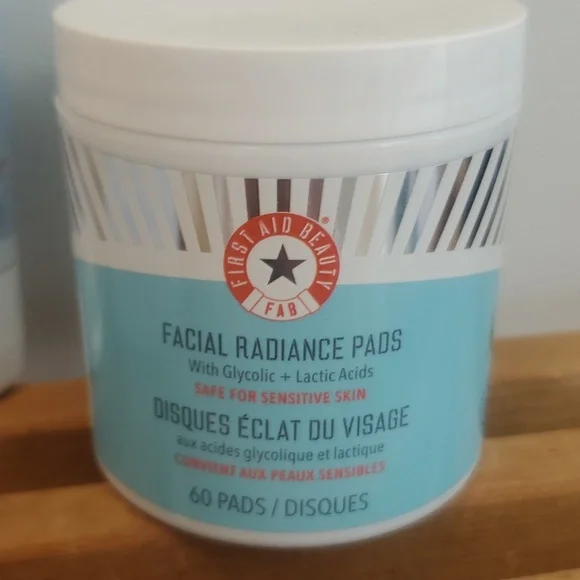 FIRST AID BEAUTY®
FAB
FACIAL RADIANCE PADS
With Glycolic + Lactic Acids
SAFE FOR SENSITIVE SKIN
DISQUES ÉCLAT DU VISAGE
aux acides glycolique et lactique
CONVIENT AUX PEAUX SENSIBLES
60 PADS / DISQUES